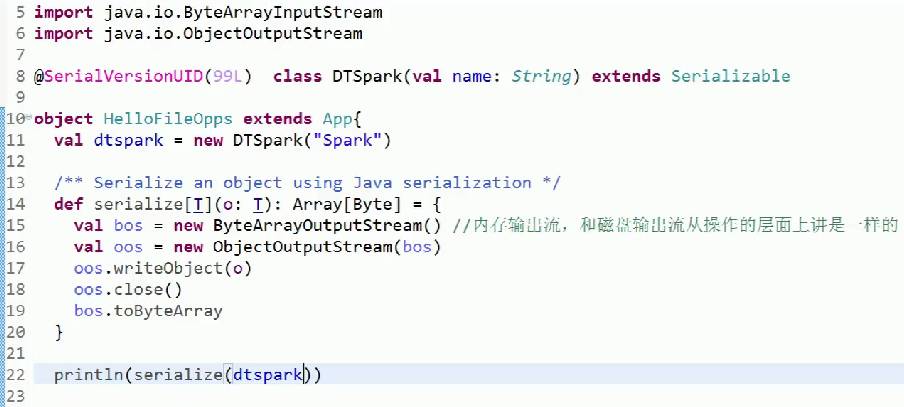 5 import java.io.ByteArrayInputStream
6 import java.io.ObjectOutputStream
7
8 @SerialVersionUID(99L)  class DTSpark(val name: String) extends Serializable
9
10 object HelloFileOpps extends App{
11   val dtspark = new DTSpark("Spark")
12
13   /** Serialize an object using Java serialization */
14   def serialize[T](o: T): Array[Byte] = {
15     val bos = new ByteArrayOutputStream() //内存输出流，和磁盘输出流从操作的层面上讲是一样的
16     val oos = new ObjectOutputStream(bos)
17     oos.writeObject(o)
18     oos.close()
19     bos.toByteArray
20   }
21
22   println(serialize(dtspark))
23